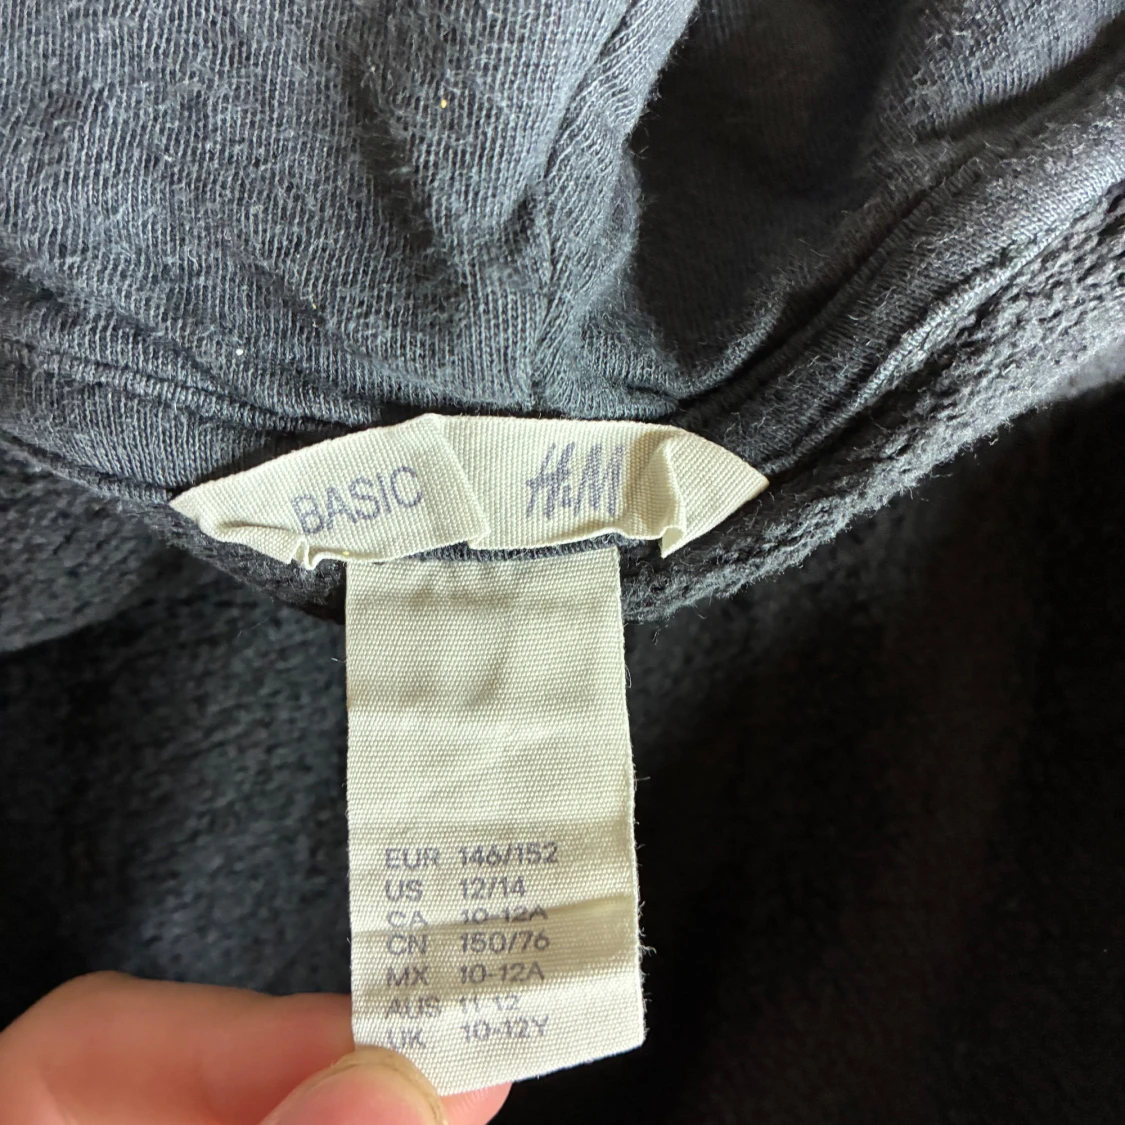 BASIC H&M
EUR 146/152
US 12/14
CA 10-12A
CN 150/76
MX 10-12A
AUS 11-12
UK 10-12Y